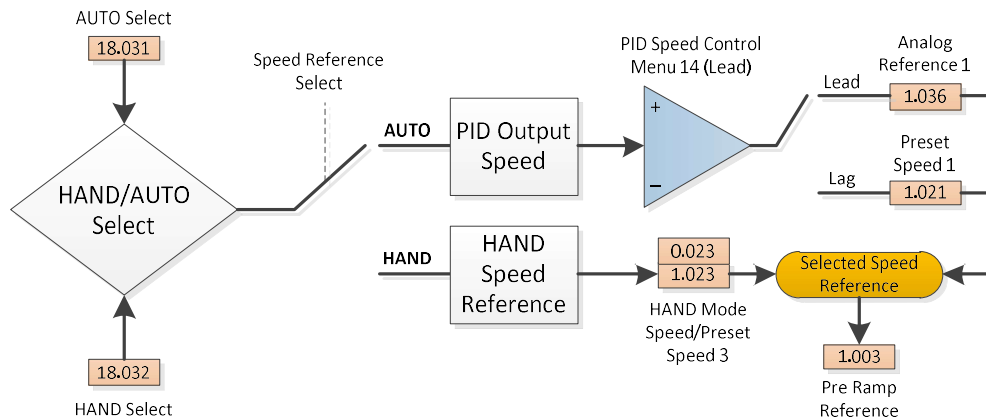 AUTO Select
18.031
Speed Reference
Select
HAND/AUTO
Select
18.032
HAND Select
AUTO
PID Output
Speed
PID Speed Control
Menu 14 (Lead)
+
–
Lead
Analog
Reference 1
1.036
Preset
Speed 1
Lag
1.021
HAND
HAND
Speed
Reference
0.023
1.023
HAND Mode
Speed/Preset
Speed 3
Selected Speed
Reference
1.003
Pre Ramp
Reference